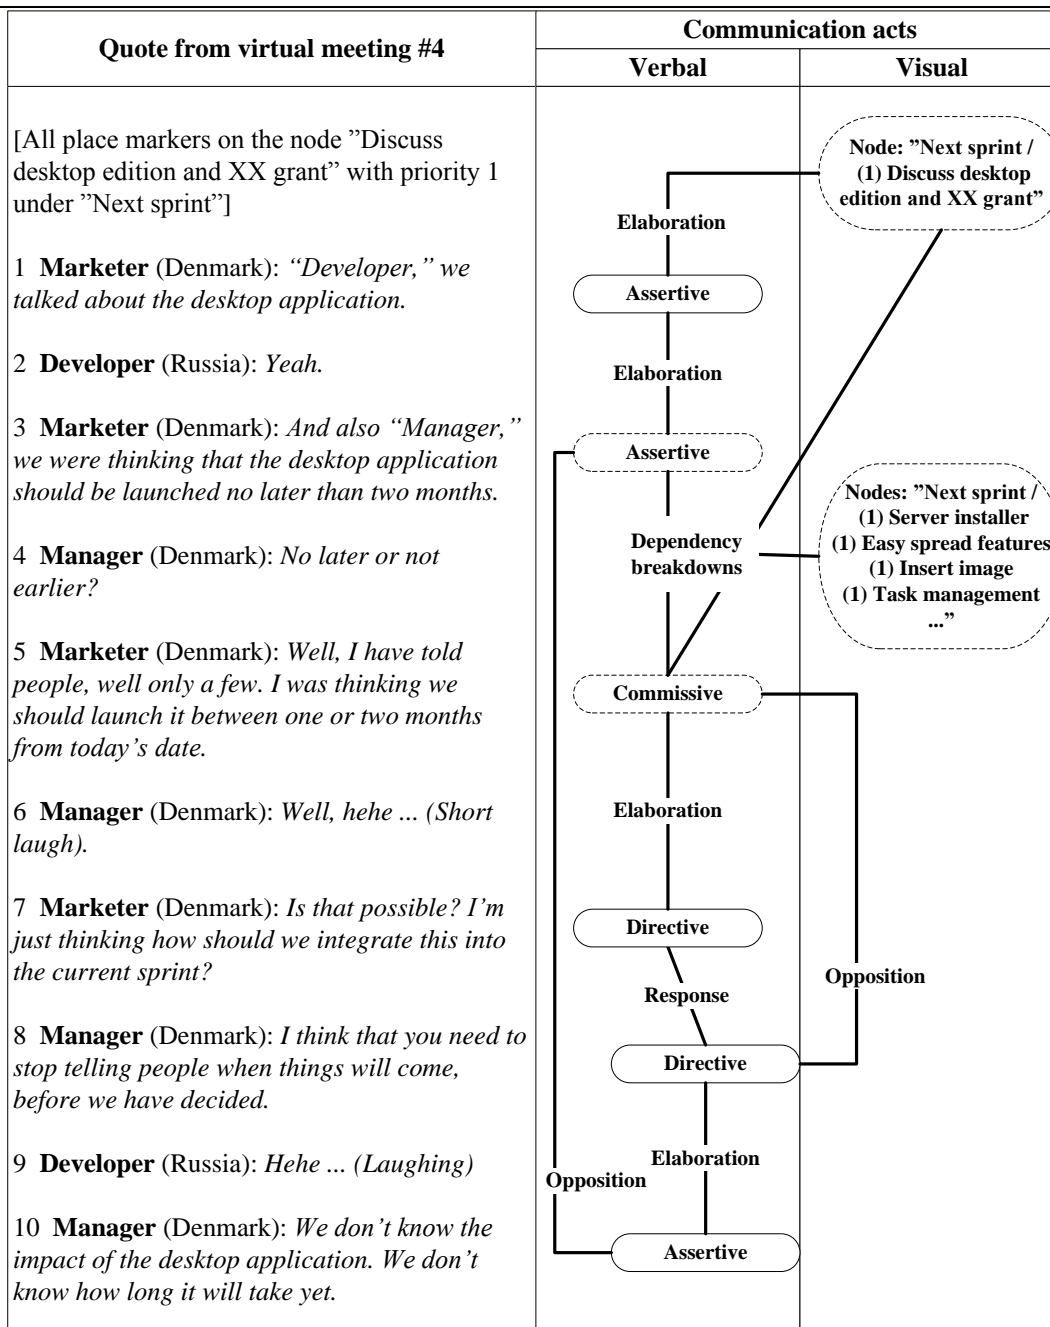 Quote from virtual meeting #4
Communication acts
Verbal
Visual
[All place markers on the node ”Discuss
desktop edition and XX grant” with priority 1
under ”Next sprint”]
1 Marketer (Denmark): “Developer,” we
talked about the desktop application.
2 Developer (Russia): Yeah.
3 Marketer (Denmark): And also “Manager,”
we were thinking that the desktop application
should be launched no later than two months.
4 Manager (Denmark): No later or not
earlier?
5 Marketer (Denmark): Well, I have told
people, well only a few. I was thinking we
should launch it between one or two months
from today’s date.
6 Manager (Denmark): Well, hehe ... (Short
laugh).
7 Marketer (Denmark): Is that possible? I’m
just thinking how should we integrate this into
the current sprint?
8 Manager (Denmark): I think that you need to
stop telling people when things will come,
before we have decided.
9 Developer (Russia): Hehe ... (Laughing)
10 Manager (Denmark): We don’t know the
impact of the desktop application. We don’t
know how long it will take yet.
Elaboration
Assertive
Elaboration
Assertive
Dependency
breakdowns
Commissive
Elaboration
Directive
Response
Directive
Elaboration
Opposition
Assertive
Node: ”Next sprint /
(1) Discuss desktop
edition and XX grant”
Nodes: ”Next sprint /
(1) Server installer
(1) Easy spread features
(1) Insert image
(1) Task management
...”
Opposition